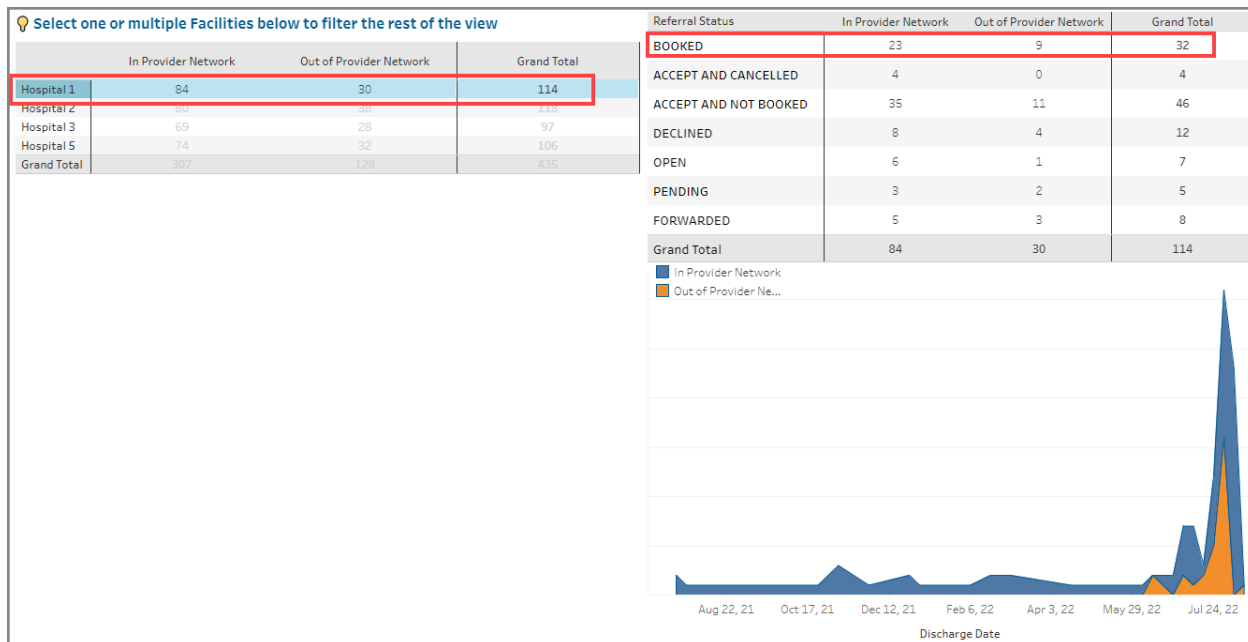 Select one or multiple Facilities below to filter the rest of the view
In Provider Network Out of Provider Network Grand Total
Hospital 1 84 30 114
Hospital 2 80 38 118
Hospital 3 69 28 97
Hospital 5 74 32 106
Grand Total 307 128 435
Referral Status In Provider Network Out of Provider Network Grand Total
BOOKED 23 9 32
ACCEPT AND CANCELLED 4 0 4
ACCEPT AND NOT BOOKED 35 11 46
DECLINED 8 4 12
OPEN 6 1 7
PENDING 3 2 5
FORWARDED 5 3 8
Grand Total 84 30 114
In Provider Network
Out of Provider Ne...
Aug 22, 21 Oct 17, 21 Dec 12, 21 Feb 6, 22 Apr 3, 22 May 29, 22 Jul 24, 22
Discharge Date